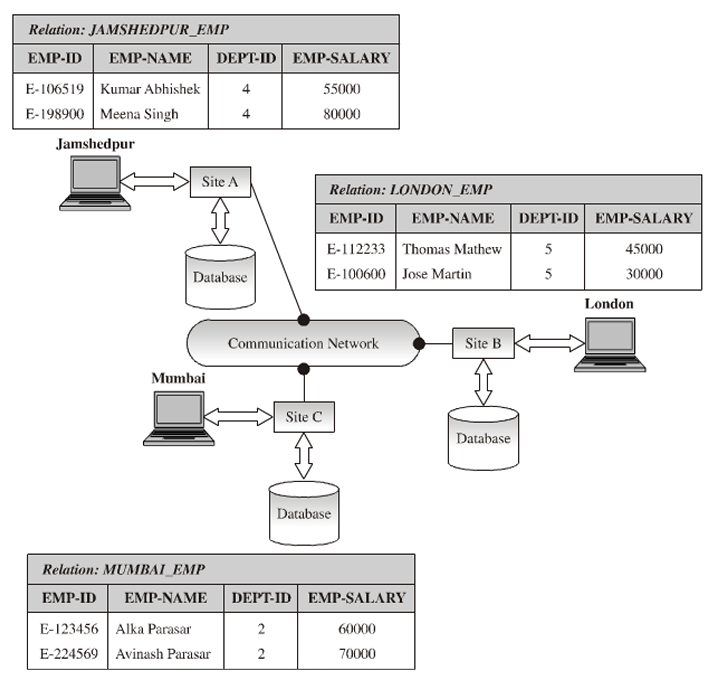 Relation: JAMSHEDPUR_EMP
EMP-ID EMP-NAME DEPT-ID EMP-SALARY
E-106519 Kumar Abhishek 4 55000
E-198900 Meena Singh 4 80000
Jamshedpur
Site A
Database
Relation: LONDON_EMP
EMP-ID EMP-NAME DEPT-ID EMP-SALARY
E-112233 Thomas Mathew 5 45000
E-100600 Jose Martin 5 30000
London
Communication Network
Site B
Database
Mumbai
Site C
Database
Relation: MUMBAI_EMP
EMP-ID EMP-NAME DEPT-ID EMP-SALARY
E-123456 Alka Parasar 2 60000
E-224569 Avinash Parasar 2 70000